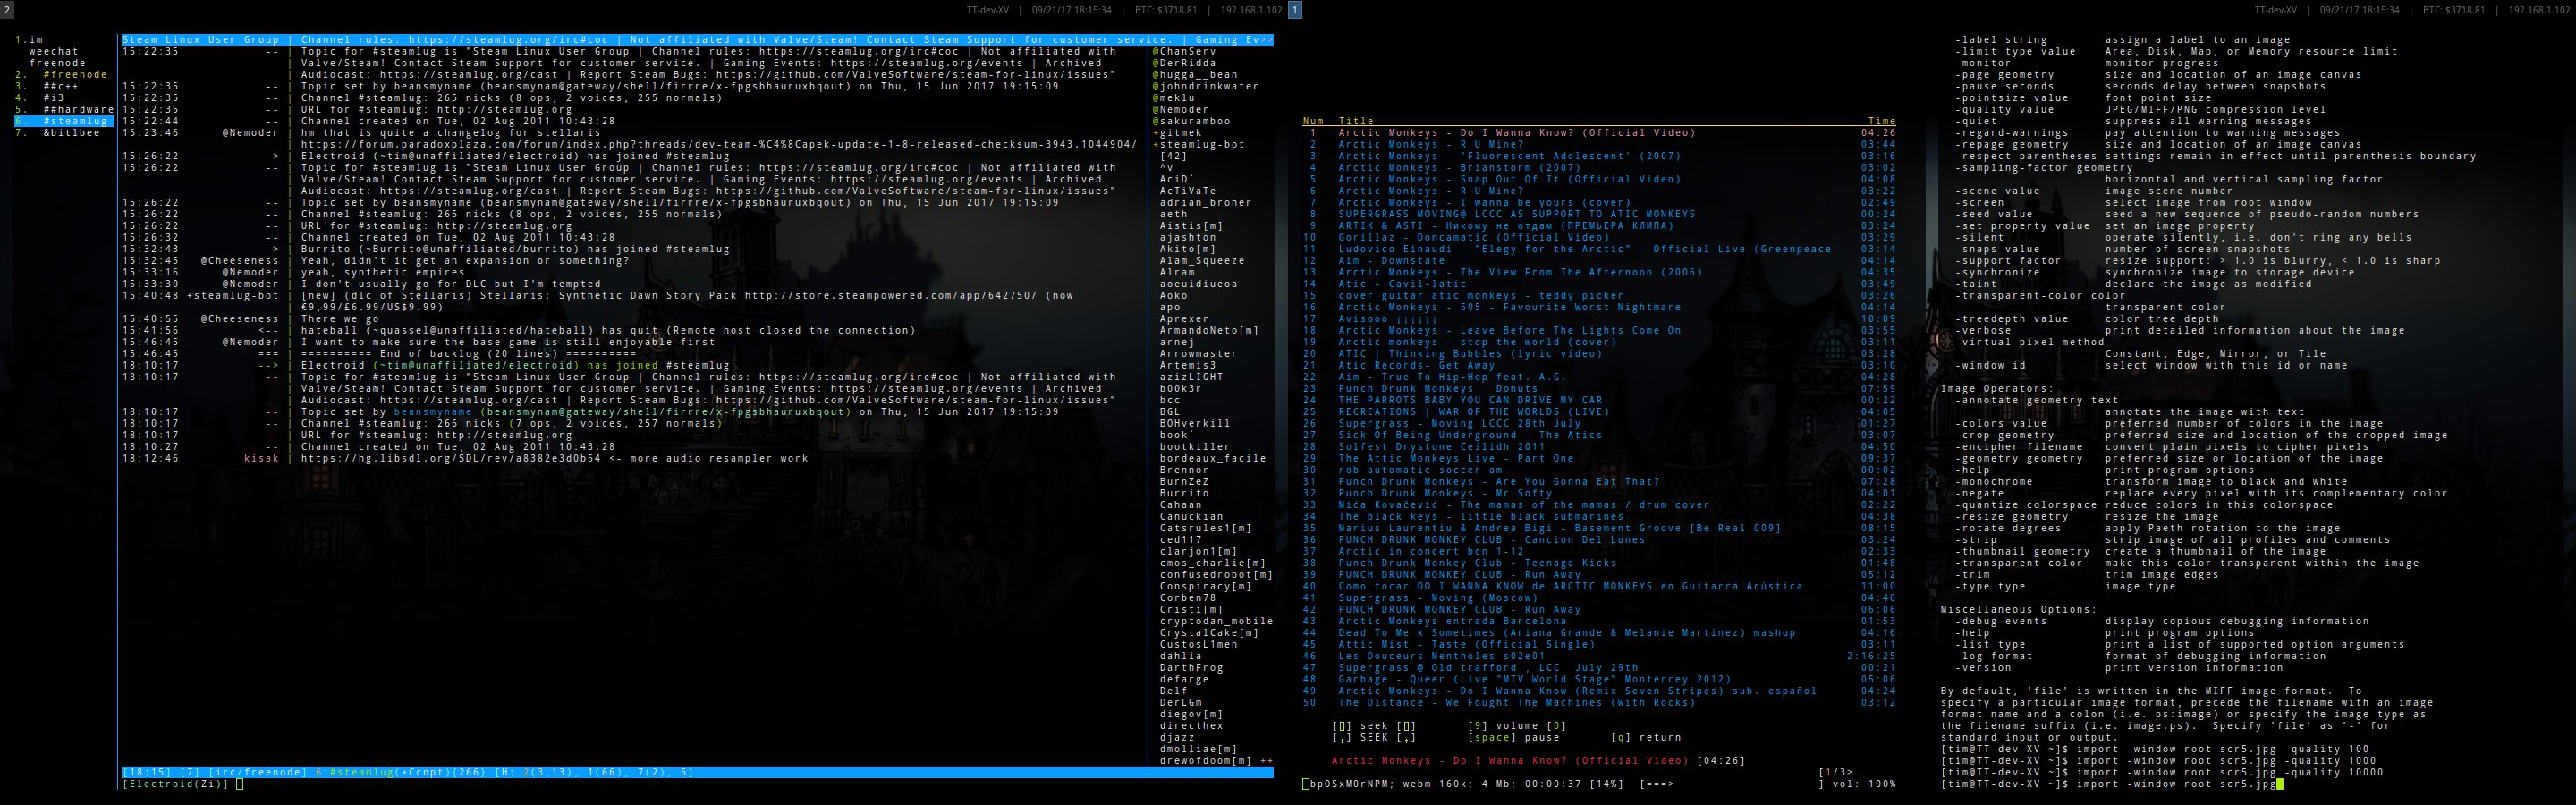 2
TT-dev-XV | 09/21/17 18:15:34 | BTC: $3718.81 | 192.168.1.102
1.im
weechat
freenode
2. #freenode
3. ##c++
4. #i3
5. ##hardware
6. #steamlug
7. &bitlbee
Steam Linux User Group | Channel rules: https://steamlug.org/irc#coc | Not affiliated with Valve/Steam! Contact Steam Support for customer service. | Gaming Ev>>
15:22:35 -- | Topic for #steamlug is "Steam Linux User Group | Channel rules: https://steamlug.org/irc#coc | Not affiliated with
| Valve/Steam! Contact Steam Support for customer service. | Gaming Events: https://steamlug.org/events | Archived
| Audiocast: https://steamlug.org/cast | Report Steam Bugs: https://github.com/ValveSoftware/steam-for-linux/issues"
15:22:35 -- | Topic set by beansmyname (beansmynam@gateway/shell/firrre/x-fpgsbhauruxbqout) on Thu, 15 Jun 2017 19:15:09
15:22:35 -- | Channel #steamlug: 265 nicks (8 ops, 2 voices, 255 normals)
15:22:35 -- | URL for #steamlug: http://steamlug.org
15:22:44 -- | Channel created on Tue, 02 Aug 2011 10:43:28
15:23:46 @Nemoder | hm that is quite a changelog for stellaris
| https://forum.paradoxplaza.com/forum/index.php?threads/dev-team-%C4%8Capek-update-1-8-released-checksum-3943.1044904/
15:26:22 --> | Electroid (~tim@unaffiliated/electroid) has joined #steamlug
15:26:22 -- | Topic for #steamlug is "Steam Linux User Group | Channel rules: https://steamlug.org/irc#coc | Not affiliated with
| Valve/Steam! Contact Steam Support for customer service. | Gaming Events: https://steamlug.org/events | Archived
| Audiocast: https://steamlug.org/cast | Report Steam Bugs: https://github.com/ValveSoftware/steam-for-linux/issues"
15:26:22 -- | Topic set by beansmyname (beansmynam@gateway/shell/firrre/x-fpgsbhauruxbqout) on Thu, 15 Jun 2017 19:15:09
15:26:22 -- | Channel #steamlug: 265 nicks (8 ops, 2 voices, 255 normals)
15:26:22 -- | URL for #steamlug: http://steamlug.org
15:26:32 -- | Channel created on Tue, 02 Aug 2011 10:43:28
15:32:43 --> | Burrito (~Burrito@unaffiliated/burrito) has joined #steamlug
15:32:45 @Cheeseness | Yeah, didn't it get an expansion or something?
15:33:16 @Nemoder | yeah, synthetic empires
15:33:30 @Nemoder | I don't usually go for DLC but I'm tempted
15:40:48 +steamlug-bot | [new] (dlc of Stellaris) Stellaris: Synthetic Dawn Story Pack http://store.steampowered.com/app/642750/ (now
| €9,99/£6.99/US$9.99)
15:40:55 @Cheeseness | There we go
15:41:56 <-- | hateball (~quassel@unaffiliated/hateball) has quit (Remote host closed the connection)
15:46:45 @Nemoder | I want to make sure the base game is still enjoyable first
15:46:45 === | ========== End of backlog (20 lines) ==========
18:10:17 --> | Electroid (~tim@unaffiliated/electroid) has joined #steamlug
18:10:17 -- | Topic for #steamlug is "Steam Linux User Group | Channel rules: https://steamlug.org/irc#coc | Not affiliated with
| Valve/Steam! Contact Steam Support for customer service. | Gaming Events: https://steamlug.org/events | Archived
| Audiocast: https://steamlug.org/cast | Report Steam Bugs: https://github.com/ValveSoftware/steam-for-linux/issues"
18:10:17 -- | Topic set by beansmyname (beansmynam@gateway/shell/firrre/x-fpgsbhauruxbqout) on Thu, 15 Jun 2017 19:15:09
18:10:17 -- | Channel #steamlug: 266 nicks (7 ops, 2 voices, 257 normals)
18:10:17 -- | URL for #steamlug: http://steamlug.org
18:10:27 -- | Channel created on Tue, 02 Aug 2011 10:43:28
18:12:46 kisak | https://hg.libsdl.org/SDL/rev/a8382e3d0b54 <- more audio resampler work
@ChanServ
@DerRidda
@hugga__bean
@johndrinkwater
@meklu
@Nemoder
@sakuramboo
+gitmek
+steamlug-bot
[42]
^v
AciD`
AcTiVaTe
adrian_broher
aeth
Aistis[m]
ajashton
Akito[m]
Alam_Squeeze
Alram
aoeuidiueoa
Aoko
apo
Aprexer
ArmandoNeto[m]
arnej
Arrowmaster
Artemis3
azizLIGHT
b0Ok3r
bcc
BGL
BOHverkill
book`
bootkiller
bordeaux_facile
Brennor
BurnZeZ
Burrito
Cahaan
Canuckian
Catsrules1[m]
ced117
clarjon1[m]
cmos_charlie[m]
confusedrobot[m]
Conspiracy[m]
Corben78
Cristi[m]
cryptodan_mobile
CrystalCake[m]
CustosL1men
dahlia
DarthFrog
defarge
Delf
DerLGm
diegov[m]
directhex
djazz
dmolliae[m]
drewofdoom[m] ++
[18:15] [7] [irc/freenode] 6:#steamlug(+Ccnpt){266} [H: 2(3,13), 1(66), 7(2), 5]
[Electroid(Zi)]
1
TT-dev-XV | 09/21/17 18:15:34 | BTC: $3718.81 | 192.168.1.102
Num Title Time
1 Arctic Monkeys - Do I Wanna Know? (Official Video) 04:26
2 Arctic Monkeys - R U Mine? 03:44
3 Arctic Monkeys - 'Fluorescent Adolescent' (2007) 03:16
4 Arctic Monkeys - Brianstorm (2007) 03:02
5 Arctic Monkeys - Snap Out Of It (Official Video) 04:08
6 Arctic Monkeys - R U Mine? 03:22
7 Arctic Monkeys - I wanna be yours (cover) 02:49
8 SUPERGRASS MOVING@ LCCC AS SUPPORT TO ATIC MONKEYS 00:24
9 ARTIK & ASTI - Никому не отдам (ПРЕМЬЕРА КЛИПА) 03:24
10 Gorillaz - Doncamatic (Official Video) 03:29
11 Ludovico Einaudi - "Elegy for the Arctic" - Official Live (Greenpeace 03:14
12 Aim - Downstate 04:14
13 Arctic Monkeys - The View From The Afternoon (2006) 04:35
14 Atic - Cavil-latic 03:49
15 cover guitar atic monkeys - teddy picker 03:26
16 Arctic Monkeys - 505 - Favourite Worst Nightmare 04:14
17 Avisooo ¡¡¡¡¡¡ 10:09
18 Arctic Monkeys - Leave Before The Lights Come On 03:55
19 Arctic monkeys - stop the world (cover) 03:11
20 ATIC | Thinking Bubbles (lyric video) 03:28
21 Atic Records- Get Away 03:10
22 Aim - True To Hip-Hop feat. A.G. 04:28
23 Punch Drunk Monkeys   Donuts 07:59
24 THE PARROTS BABY YOU CAN DRIVE MY CAR 00:22
25 RECREATIONS | WAR OF THE WORLDS (LIVE) 04:05
26 Supergrass - Moving LCCC 28th July 01:27
27 Sick Of Being Underground - The Atics 03:07
28 Solfest Drystone Ceilidh 2011 04:50
29 The Attic Monkeys Live - Part One 09:37
30 rob automatic soccer am 00:02
31 Punch Drunk Monkeys - Are You Gonna Eat That? 07:28
32 Punch Drunk Monkeys - Mr Softy 04:01
33 Mića Kovačević - The mamas of the mamas / drum cover 02:22
34 The black keys - little black submarines 04:38
35 Marius Laurentiu & Andrea Bigi - Basement Groove [Be Real 009] 08:15
36 PUNCH DRUNK MONKEY CLUB - Cancion Del Lunes 03:24
37 Arctic in concert bcn 1-12 02:33
38 Punch Drunk Monkey Club - Teenage Kicks 01:48
39 PUNCH DRUNK MONKEY CLUB - Run Away 05:12
40 Como tocar DO I WANNA KNOW de ARCTIC MONKEYS en Guitarra Acústica 11:00
41 Supergrass - Moving (Moscow) 04:40
42 PUNCH DRUNK MONKEY CLUB - Run Away 06:06
43 Arctic Monkeys entrada Barcelona 01:53
44 Dead To Me x Sometimes (Ariana Grande & Melanie Martinez) mashup 04:16
45 Attic Mist - Taste (Official Single) 03:11
46 Les Douceurs Mentholes s02e01 2:16:25
47 Supergrass @ Old trafford , LCC  July 29th 00:21
48 Garbage - Queer (Live "MTV World Stage" Monterrey 2012) 05:06
49 Arctic Monkeys - Do I Wanna Know (Remix Seven Stripes) sub. español 04:24
50 The Distance - We Fought The Machines (With Rocks) 03:12
[▯] seek [▯] [9] volume [0]
[↓] SEEK [↑] [space] pause [q] return
Arctic Monkeys - Do I Wanna Know? (Official Video) [04:26]
[1/3>
bpOSxM0rNPM; webm 160k; 4 Mb; 00:00:37 [14%] [===> ] vol: 100%
-label string assign a label to an image
-limit type value Area, Disk, Map, or Memory resource limit
-monitor monitor progress
-page geometry size and location of an image canvas
-pause seconds seconds delay between snapshots
-pointsize value font point size
-quality value JPEG/MIFF/PNG compression level
-quiet suppress all warning messages
-regard-warnings pay attention to warning messages
-repage geometry size and location of an image canvas
-respect-parentheses settings remain in effect until parenthesis boundary
-sampling-factor geometry
horizontal and vertical sampling factor
-scene value image scene number
-screen select image from root window
-seed value seed a new sequence of pseudo-random numbers
-set property value set an image property
-silent operate silently, i.e. don't ring any bells
-snaps value number of screen snapshots
-support factor resize support: > 1.0 is blurry, < 1.0 is sharp
-synchronize synchronize image to storage device
-taint declare the image as modified
-transparent-color color
transparent color
-treedepth value color tree depth
-verbose print detailed information about the image
-virtual-pixel method
Constant, Edge, Mirror, or Tile
-window id select window with this id or name
Image Operators:
-annotate geometry text
annotate the image with text
-colors value preferred number of colors in the image
-crop geometry preferred size and location of the cropped image
-encipher filename convert plain pixels to cipher pixels
-geometry geometry preferred size or location of the image
-help print program options
-monochrome transform image to black and white
-negate replace every pixel with its complementary color
-quantize colorspace reduce colors in this colorspace
-resize geometry resize the image
-rotate degrees apply Paeth rotation to the image
-strip strip image of all profiles and comments
-thumbnail geometry create a thumbnail of the image
-transparent color make this color transparent within the image
-trim trim image edges
-type type image type
Miscellaneous Options:
-debug events display copious debugging information
-help print program options
-list type print a list of supported option arguments
-log format format of debugging information
-version print version information
By default, 'file' is written in the MIFF image format.  To
specify a particular image format, precede the filename with an image
format name and a colon (i.e. ps:image) or specify the image type as
the filename suffix (i.e. image.ps).  Specify 'file' as '-' for
standard input or output.
[tim@TT-dev-XV ~]$ import -window root scr5.jpg -quality 100
[tim@TT-dev-XV ~]$ import -window root scr5.jpg -quality 1000
[tim@TT-dev-XV ~]$ import -window root scr5.jpg -quality 10000
[tim@TT-dev-XV ~]$ import -window root scr5.jpg